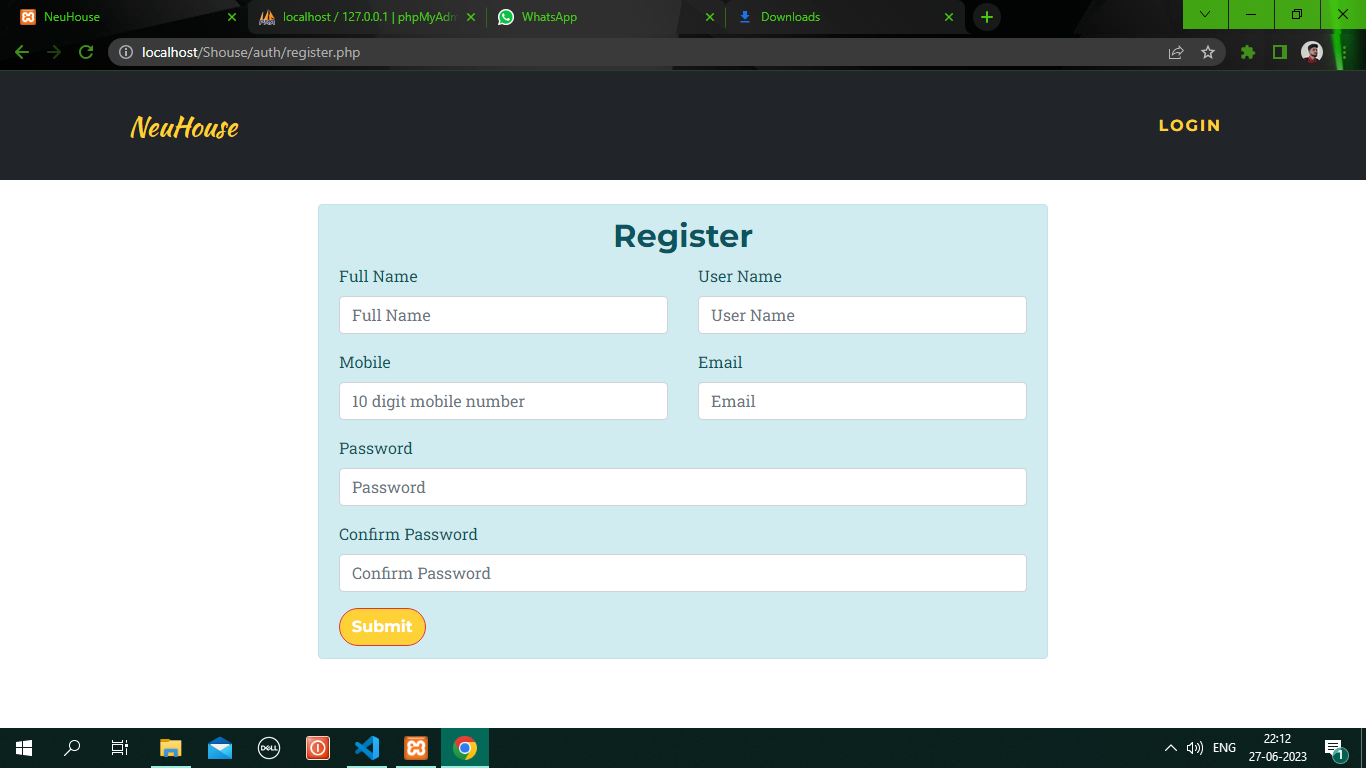 NeuHouse
localhost / 127.0.0.1 | phpMyAdm
WhatsApp
Downloads
localhost/Shouse/auth/register.php
NeuHouse
LOGIN
Register
Full Name
User Name
Full Name
User Name
Mobile
Email
10 digit mobile number
Email
Password
Password
Confirm Password
Confirm Password
Submit
DELL
ENG
22:12
27-06-2023
1